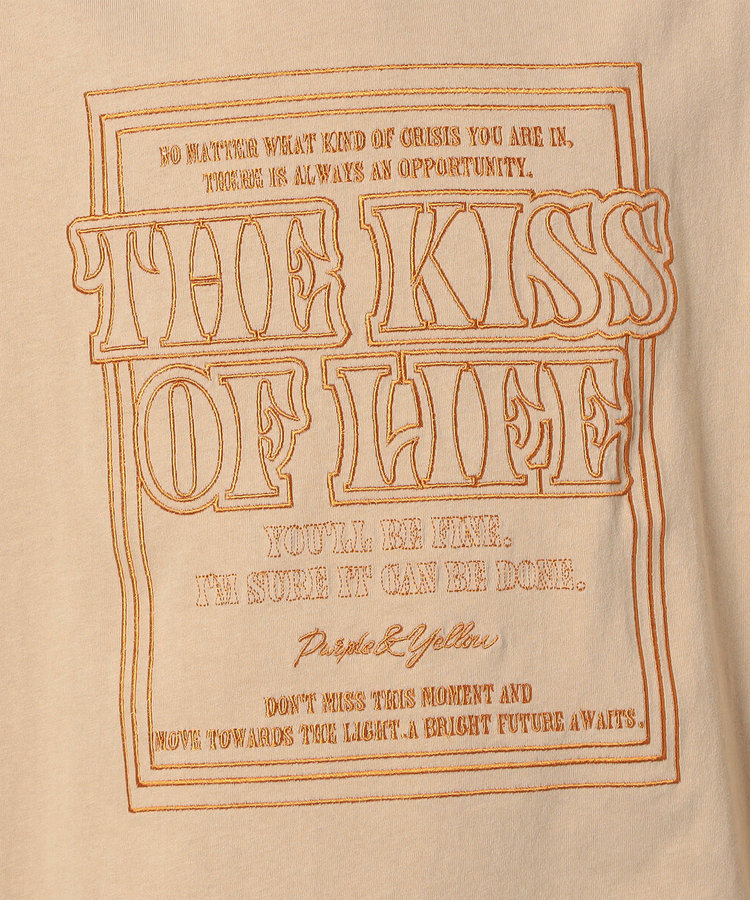 NO MATTER WHAT KIND OF CRISIS YOU ARE IN,
THERE IS ALWAYS AN OPPORTUNITY.
THE KISS
OF LIFE
YOU'LL BE FINE.
I'M SURE IT CAN BE DONE.
Purple & Yellow
DON'T MISS THIS MOMENT AND
MOVE TOWARDS THE LIGHT. A BRIGHT FUTURE AWAITS.